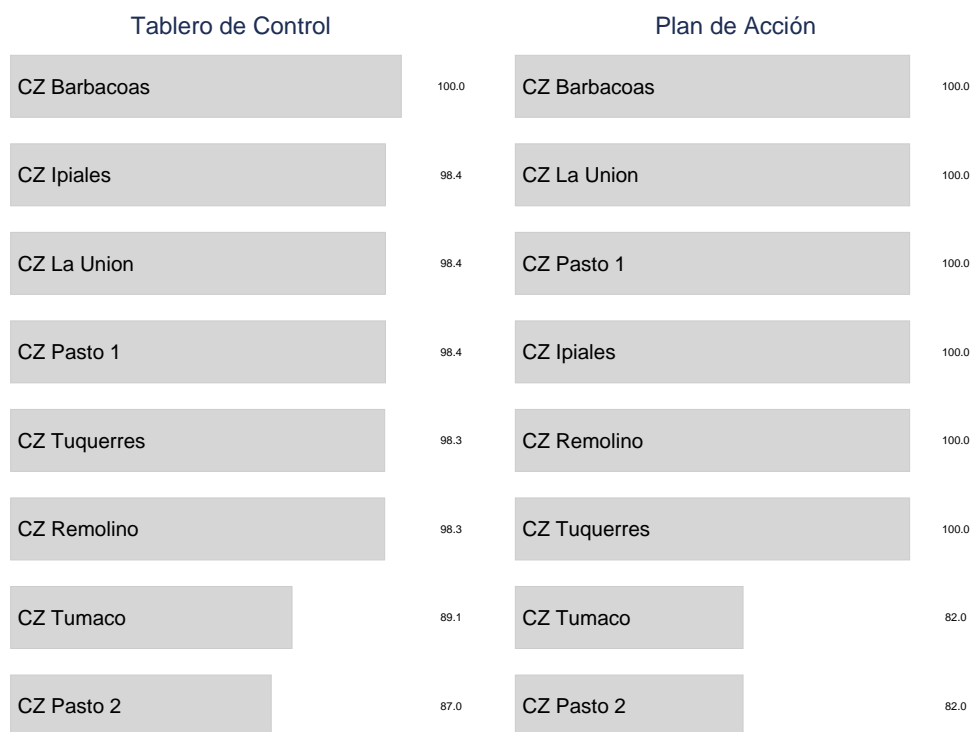 Tablero de Control
CZ Barbacoas 100.0
CZ Ipiales 98.4
CZ La Union 98.4
CZ Pasto 1 98.4
CZ Tuquerres 98.3
CZ Remolino 98.3
CZ Tumaco 89.1
CZ Pasto 2 87.0
Plan de Acción
CZ Barbacoas 100.0
CZ La Union 100.0
CZ Pasto 1 100.0
CZ Ipiales 100.0
CZ Remolino 100.0
CZ Tuquerres 100.0
CZ Tumaco 82.0
CZ Pasto 2 82.0